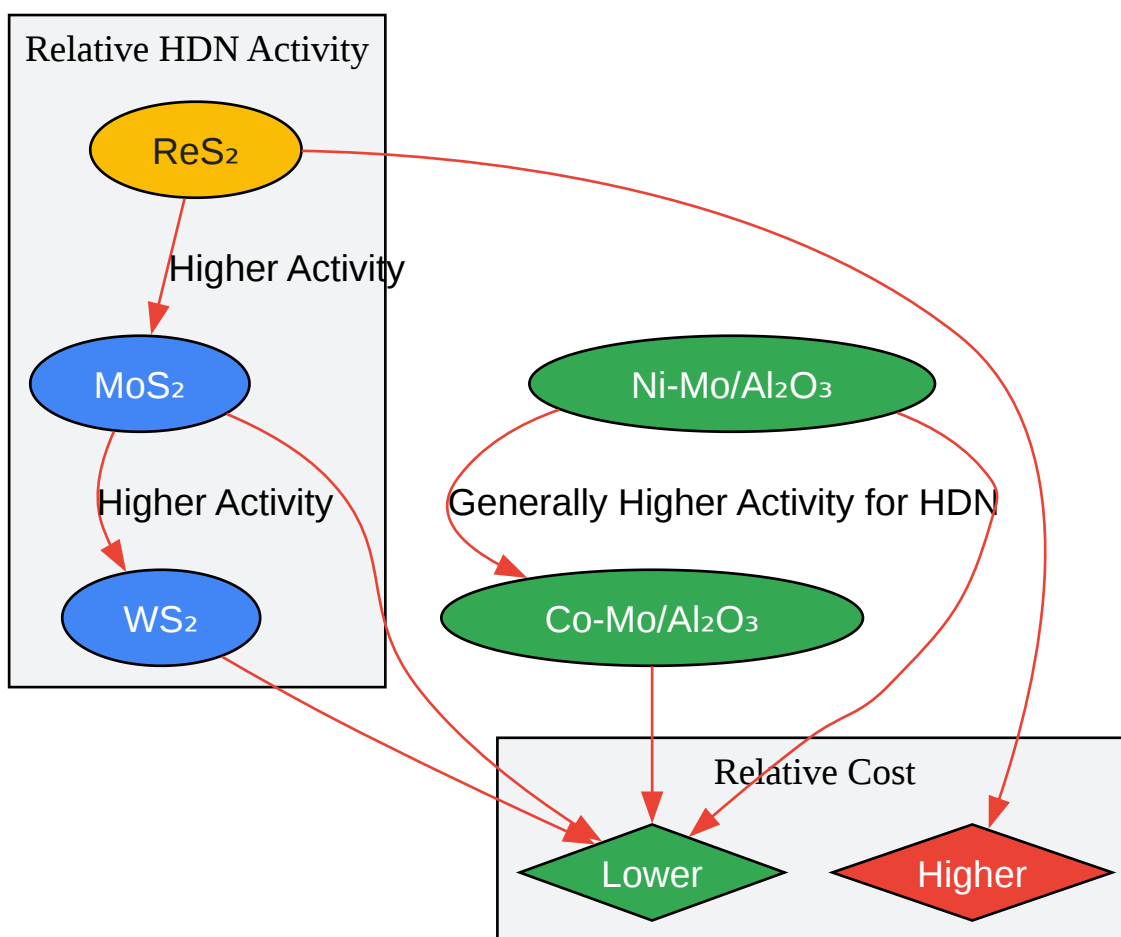 Relative HDN Activity
ReS₂
Higher Activity
MoS₂
Ni-Mo/Al₂O₃
Higher Activity
Generally Higher Activity for HDN
WS₂
Co-Mo/Al₂O₃
Relative Cost
Lower
Higher